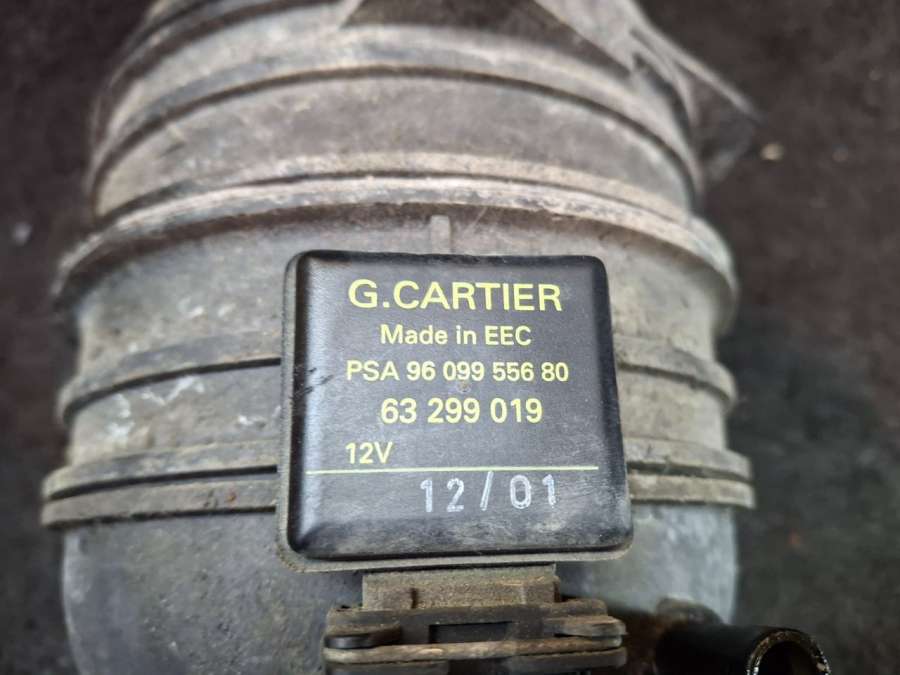 G.CARTIER
Made in EEC
PSA 96 099 556 80
63 299 019
12V
12/01